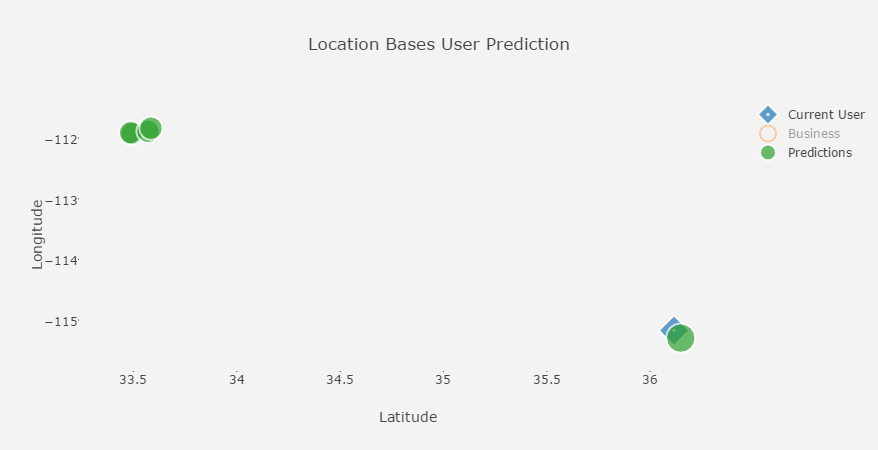 Location Bases User Prediction
Current User
Business
Predictions
Longitude
−112
−113
−114
−115
33.5
34
34.5
35
35.5
36
Latitude